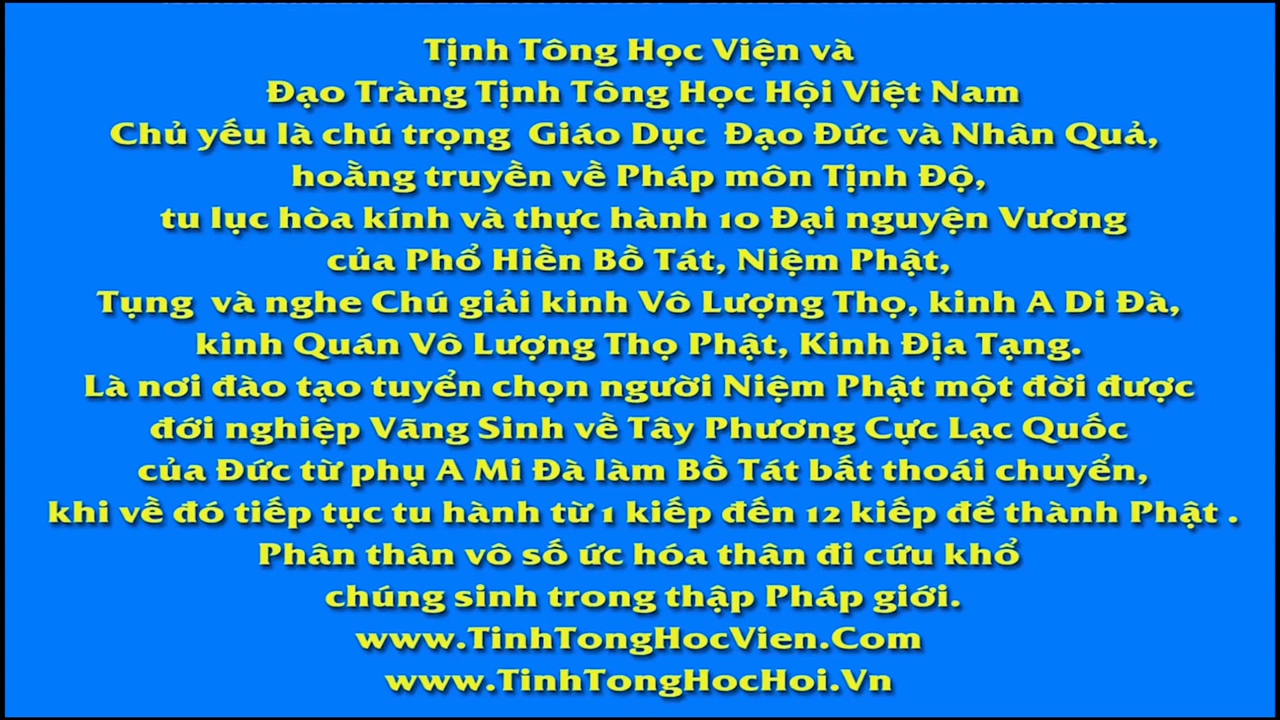 Tịnh Tông Học Viện và
Đạo Tràng Tịnh Tông Học Hội Việt Nam
Chủ yếu là chú trọng Giáo Dục Đạo Đức và Nhân Quả,
hoằng truyền về Pháp môn Tịnh Độ,
tu lục hòa kính và thực hành 10 Đại nguyện Vương
của Phổ Hiền Bồ Tát, Niệm Phật,
Tụng và nghe Chú giải kinh Vô Lượng Thọ, kinh A Di Đà,
kinh Quán Vô Lượng Thọ Phật, Kinh Địa Tạng.
Là nơi đào tạo tuyển chọn người Niệm Phật một đời được
đới nghiệp Vãng Sinh về Tây Phương Cực Lạc Quốc
của Đức từ phụ A Mi Đà làm Bồ Tát bất thoái chuyển,
khi về đó tiếp tục tu hành từ 1 kiếp đến 12 kiếp để thành Phật .
Phân thân vô số ức hóa thân đi cứu khổ
chúng sinh trong thập Pháp giới.
www.TinhTongHocVien.Com
www.TinhTongHocHoi.Vn